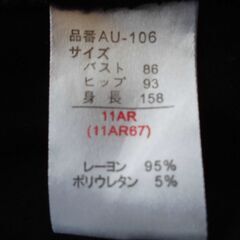 品番AU-106
サイズ
バスト 86
ヒップ 93
身長 158
11AR
(11AR67)
レーヨン 95%
ポリウレタン 5%